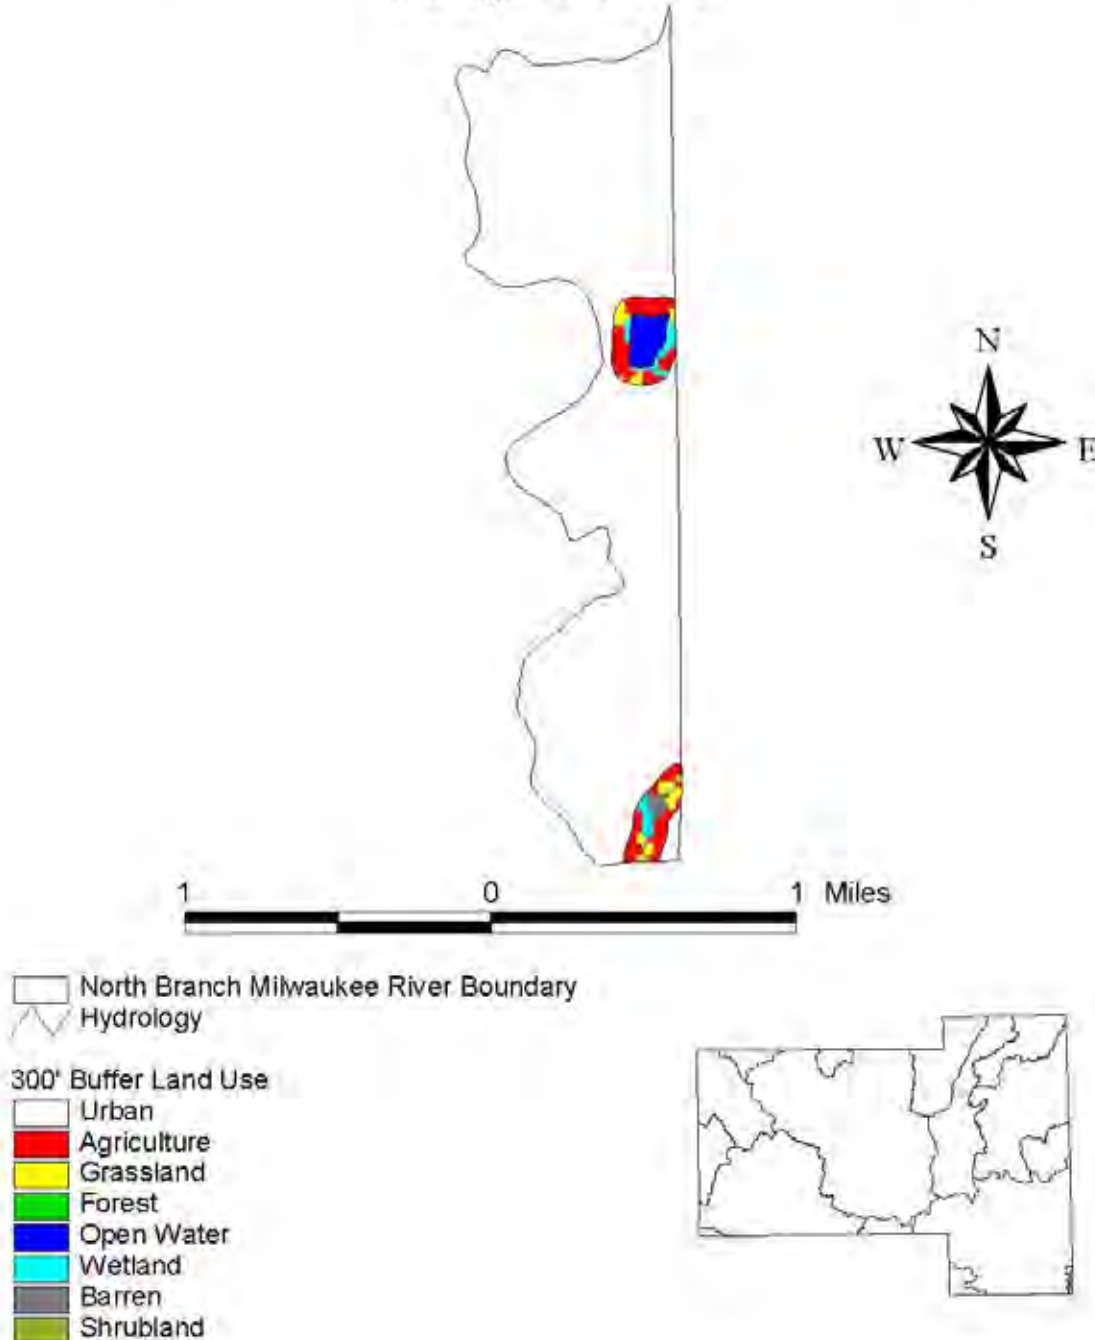 N
W E
S
1 0 1 Miles
North Branch Milwaukee River Boundary
Hydrology
300' Buffer Land Use
Urban
Agriculture
Grassland
Forest
Open Water
Wetland
Barren
Shrubland